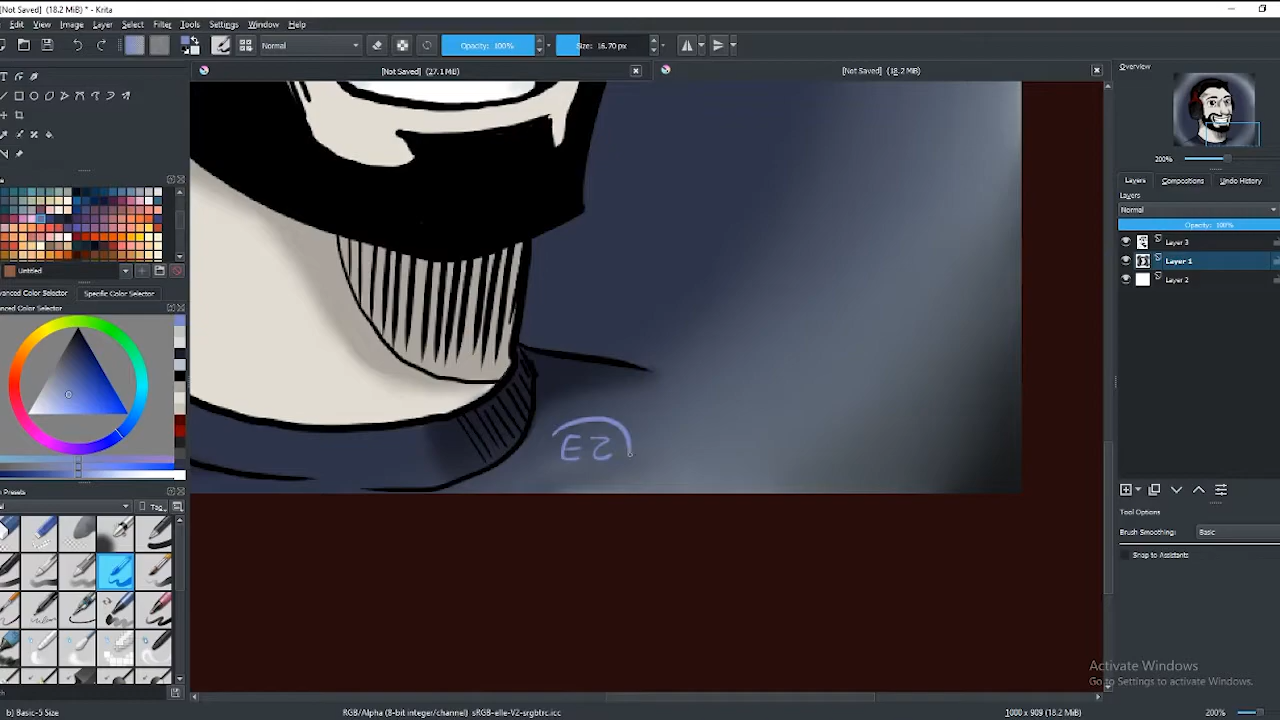 [Not Saved] (18.2 MiB) * - Krita
Edit View Image Layer Select Filter Tools Settings Window Help
Normal Opacity: 100% Size: 16.70 px
[Not Saved] (27.1 MiB) [Not Saved] (18.2 MiB)
Overview
200%
Layers Compositions Undo History
Layers
Normal
Opacity: 100%
Layer 3
Layer 1
Layer 2
Untitled
Specific Color Selector
Presets
Tag
EZ
Tool Options
Brush Smoothing: Basic
Snap to Assistants
Activate Windows
Go to Settings to activate Windows.
b) Basic-5 Size RGB/Alpha (8-bit integer/channel) sRGB-elle-V2-srgbtrc.icc 1000 x 909 (18.2 MiB) 200%